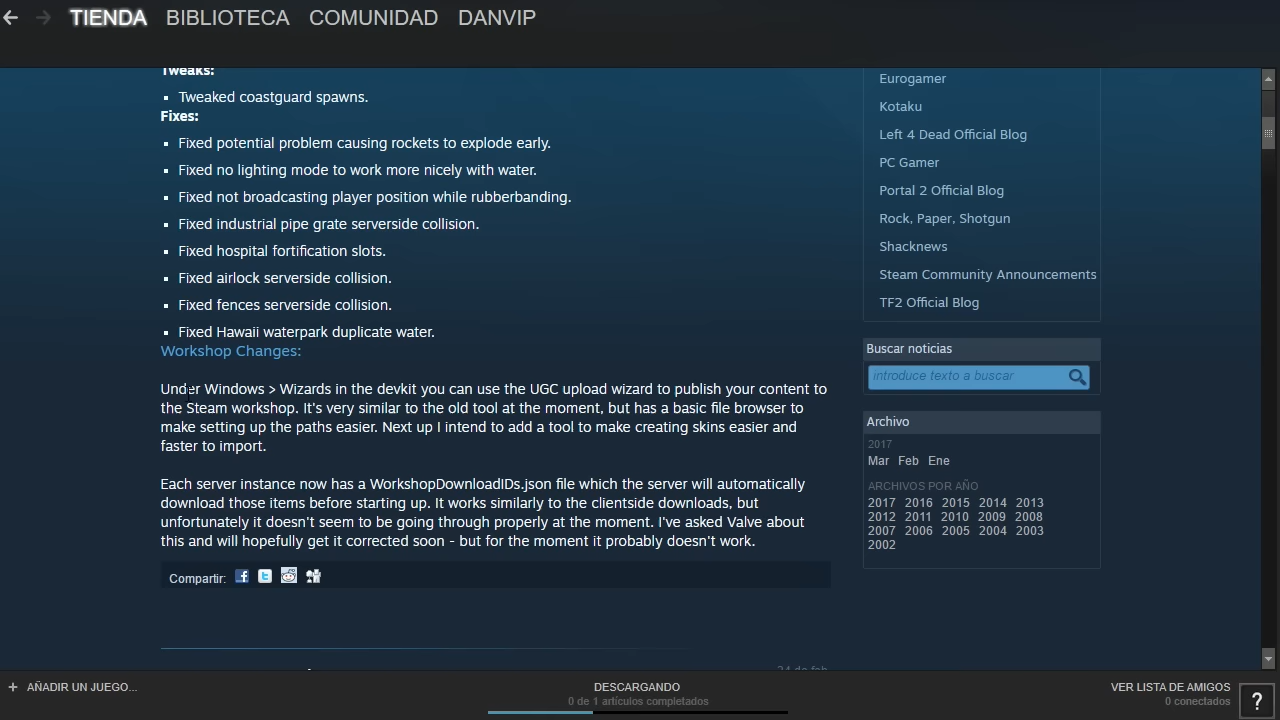 TIENDA BIBLIOTECA COMUNIDAD DANVIP
Tweaks:
Tweaked coastguard spawns.
Fixes:
Fixed potential problem causing rockets to explode early.
Fixed no lighting mode to work more nicely with water.
Fixed not broadcasting player position while rubberbanding.
Fixed industrial pipe grate serverside collision.
Fixed hospital fortification slots.
Fixed airlock serverside collision.
Fixed fences serverside collision.
Fixed Hawaii waterpark duplicate water.
Workshop Changes:
Under Windows > Wizards in the devkit you can use the UGC upload wizard to publish your content to
the Steam workshop. It's very similar to the old tool at the moment, but has a basic file browser to
make setting up the paths easier. Next up I intend to add a tool to make creating skins easier and
faster to import.
Each server instance now has a WorkshopDownloadIDs.json file which the server will automatically
download those items before starting up. It works similarly to the clientside downloads, but
unfortunately it doesn't seem to be going through properly at the moment. I've asked Valve about
this and will hopefully get it corrected soon - but for the moment it probably doesn't work.
Compartir:
24 de feb
Eurogamer
Kotaku
Left 4 Dead Official Blog
PC Gamer
Portal 2 Official Blog
Rock, Paper, Shotgun
Shacknews
Steam Community Announcements
TF2 Official Blog
Buscar noticias
introduce texto a buscar
Archivo
2017
Mar Feb Ene
ARCHIVOS POR AÑO
2017 2016 2015 2014 2013
2012 2011 2010 2009 2008
2007 2006 2005 2004 2003
2002
+ AÑADIR UN JUEGO...
DESCARGANDO
0 de 1 artículos completados
VER LISTA DE AMIGOS
0 conectados
?